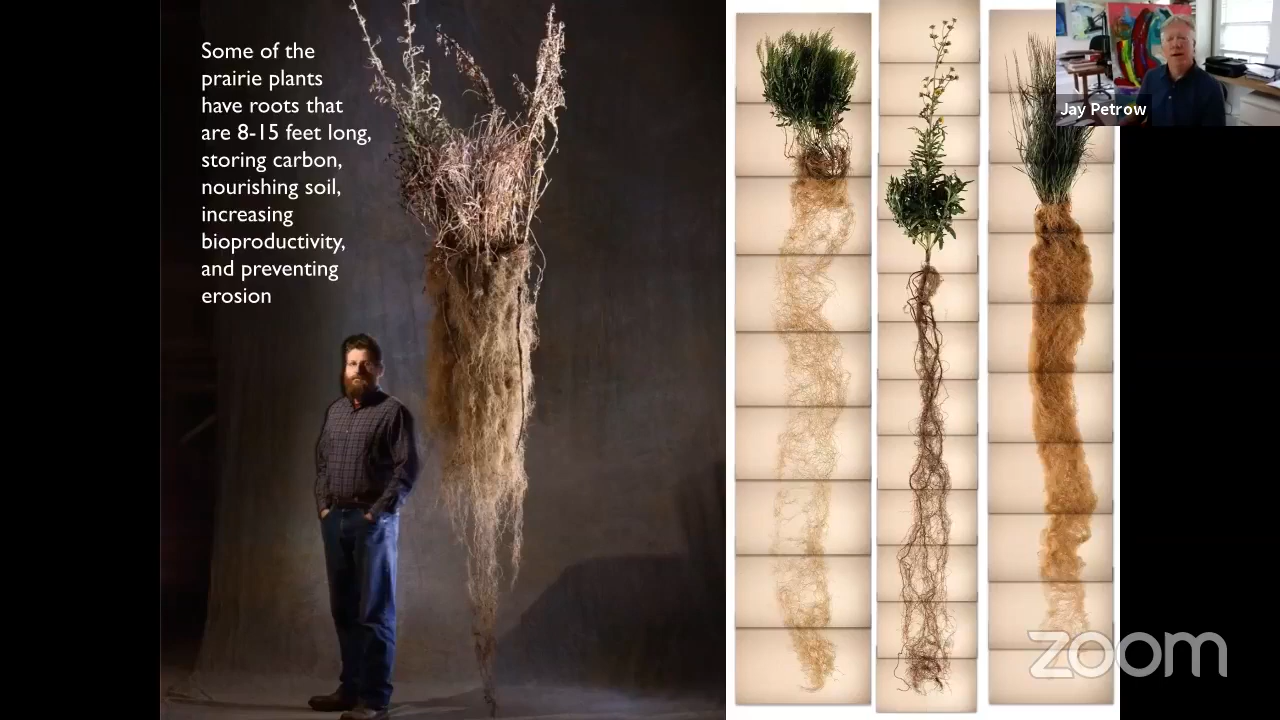 Some of the
prairie plants
have roots that
are 8-15 feet long,
storing carbon,
nourishing soil,
increasing
bioproductivity,
and preventing
erosion
Jay Petrow
zoom